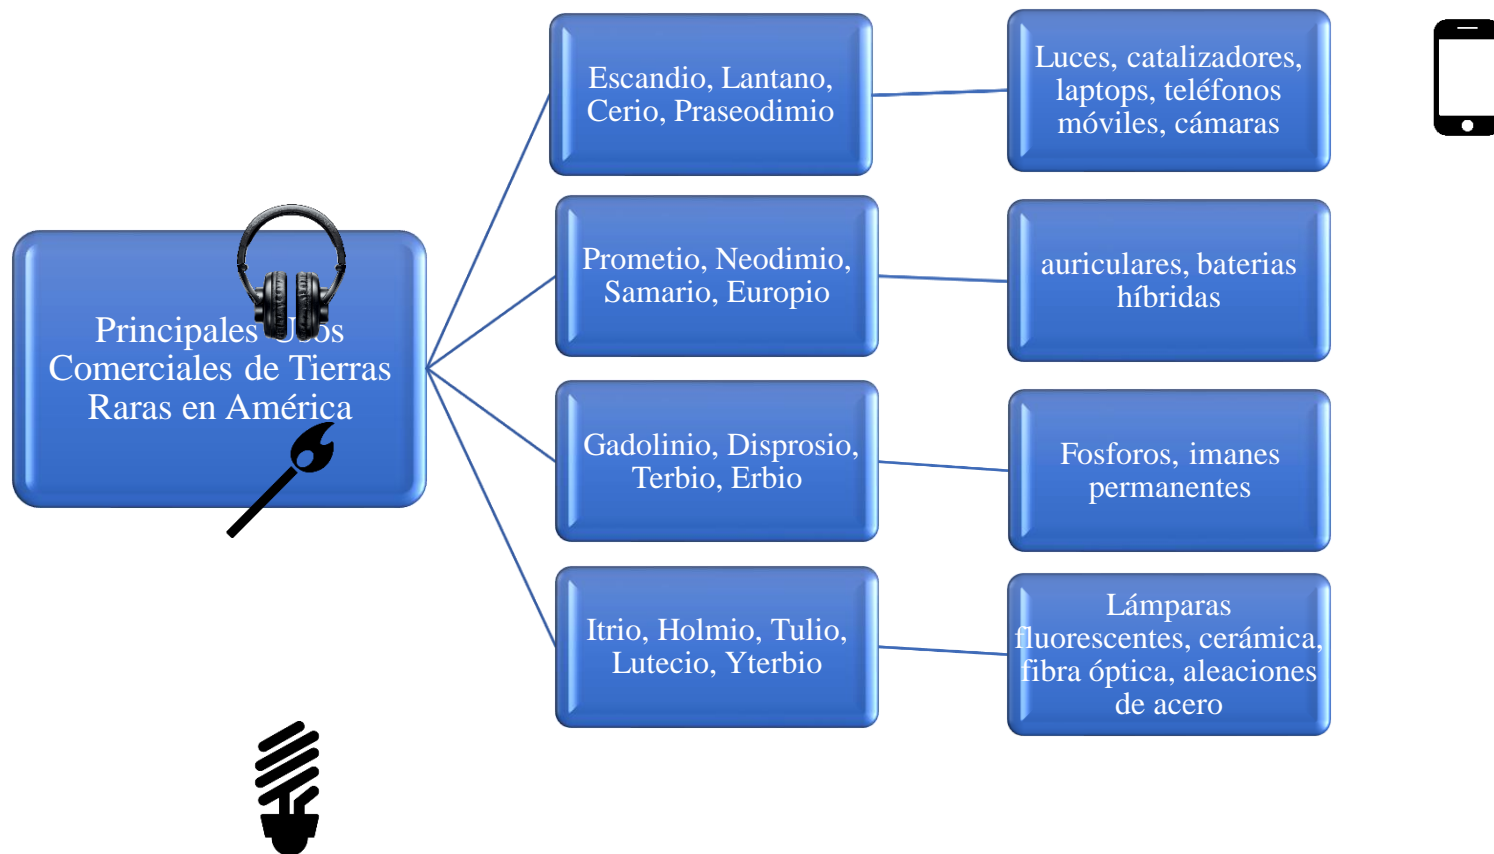 Principales Usos
Comerciales de Tierras
Raras en América
Escandio, Lantano,
Cerio, Praseodimio
Luces, catalizadores,
laptops, teléfonos
móviles, cámaras
Prometio, Neodimio,
Samario, Europio
auriculares, baterias
híbridas
Gadolinio, Disprosio,
Terbio, Erbio
Fosforos, imanes
permanentes
Itrio, Holmio, Tulio,
Lutecio, Yterbio
Lámparas
fluorescentes, cerámica,
fibra óptica, aleaciones
de acero